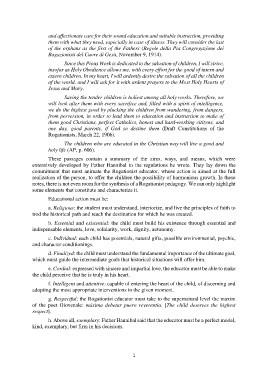 and affectionate care for their sound education and suitable instruction, providing
them with what they need, especially in case of illness. They will consider the last
of the orphans as the first of the Fathers (Regole della Pia Congregazione dei
Rogazionisti del Cuore di Gesù, November 9, 1914).
Since this Pious Work is dedicated to the salvation of children, I will strive,
insofar as Holy Obedience allows me, with every effort for the good of intern and
extern children. In my heart, I will ardently desire the salvation of all the children
of the world, and I will ask for it with ardent prayers to the Most Holy Hearts of
Jesus and Mary.
Saving the tender children is holiest among all holy works. Therefore, we
will look after them with every sacrifice and, filled with a spirit of intelligence,
we do the highest good by plucking the children from wandering, from dangers,
from perversion, in order to lead them to education and instruction to make of
them good Christians, perfect Catholics, honest and hard-working citizens, and
one day, good parents, if God so destine them (Draft Constitutions of the
Rogationists, March 22, 1906).
The children who are educated in the Christian way will live a good and
holy life (AP, p. 606).
These passages contain a summary of the aims, ways, and means, which were
extensively developed by Father Hannibal in the regulations he wrote. They lay down the
commitment that must animate the Rogationist educator, whose action is aimed at the full
realization of the person, to offer the children the possibility of harmonious growth. In these
notes, there is not even room for the synthesis of a Rogationist pedagogy. We can only highlight
some elements that constitute and characterize it.
Educational action must be:
a. Religious: the student must understand, interiorize, and live the principles of faith to
tread the historical path and reach the destination for which he was created.
b. Essential and existential: the child must build his existence through essential and
indispensable elements, love, solidarity, work, dignity, autonomy.
c. Individual: each child has potentials, natural gifts, possible environmental, psychic,
and character conditionings.
d. Finalized: the child must understand the fundamental importance of the ultimate goal,
which must guide the intermediate goals that historical situations will offer him.
e. Cordial: expressed with sincere and impartial love, the educator must be able to make
the child perceive that he is truly in his heart.
f. Intelligent and attentive: capable of entering the heart of the child, of discerning and
adopting the most appropriate interventions in the given moment.
g. Respectful: the Rogationist educator must take to the supernatural level the maxim
of the poet Giovenale: maxima debetur puero reverentia. (The child deserves the highest
respect).
h. Above all, exemplary: Father Hannibal said that the educator must be a perfect model,
kind, exemplary, but firm in his decisions.